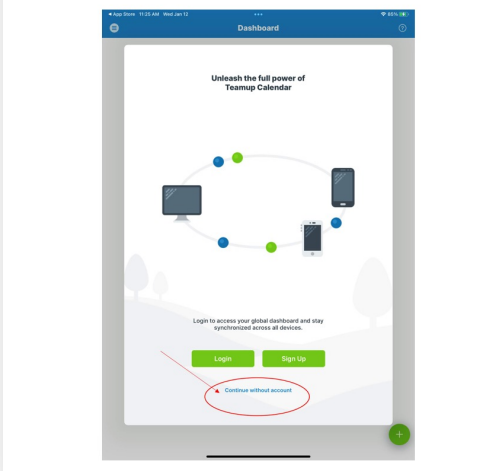 App Store 11:25 AM Wed Jan 12
86%
Dashboard
Unleash the full power of
Teamup Calendar
Login to access your global dashboard and stay
synchronized across all devices.
Login
Sign Up
Continue without account